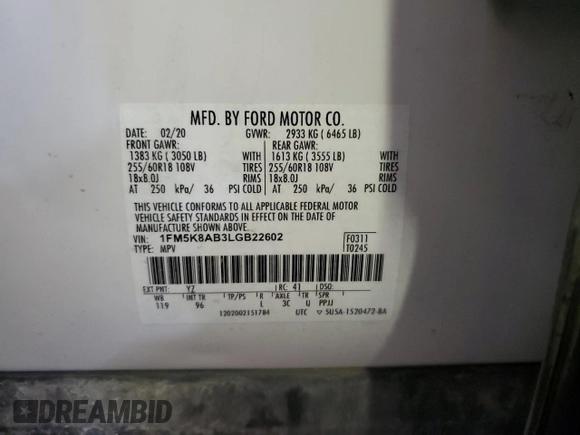 MFD. BY FORD MOTOR CO.
DATE: 02/20 GVWR: 2933 KG ( 6465 LB)
FRONT GAWR: REAR GAWR:
1383 KG ( 3050 LB) WITH 1613 KG ( 3555 LB) WITH
255/60R18 108V TIRES 255/60R18 108V TIRES
18x8.0J RIMS 18x8.0J RIMS
AT 250 kPa/ 36 PSI COLD AT 250 kPa/ 36 PSI COLD
THIS VEHICLE CONFORMS TO ALL APPLICABLE FEDERAL MOTOR
VEHICLE SAFETY STANDARDS IN EFFECT ON THE DATE OF
MANUFACTURE SHOWN ABOVE.
VIN: 1FM5K8AB3LGB22602 F0311
TYPE: MPV T0245
EXT PNT: YZ RC: 41 DSO:
WB INT TR TP/PS R AXLE TR SPR
119 96 L 3C U PPJJ
1202002151784 UTC 5U5A-1520472-BA
DREAMBID